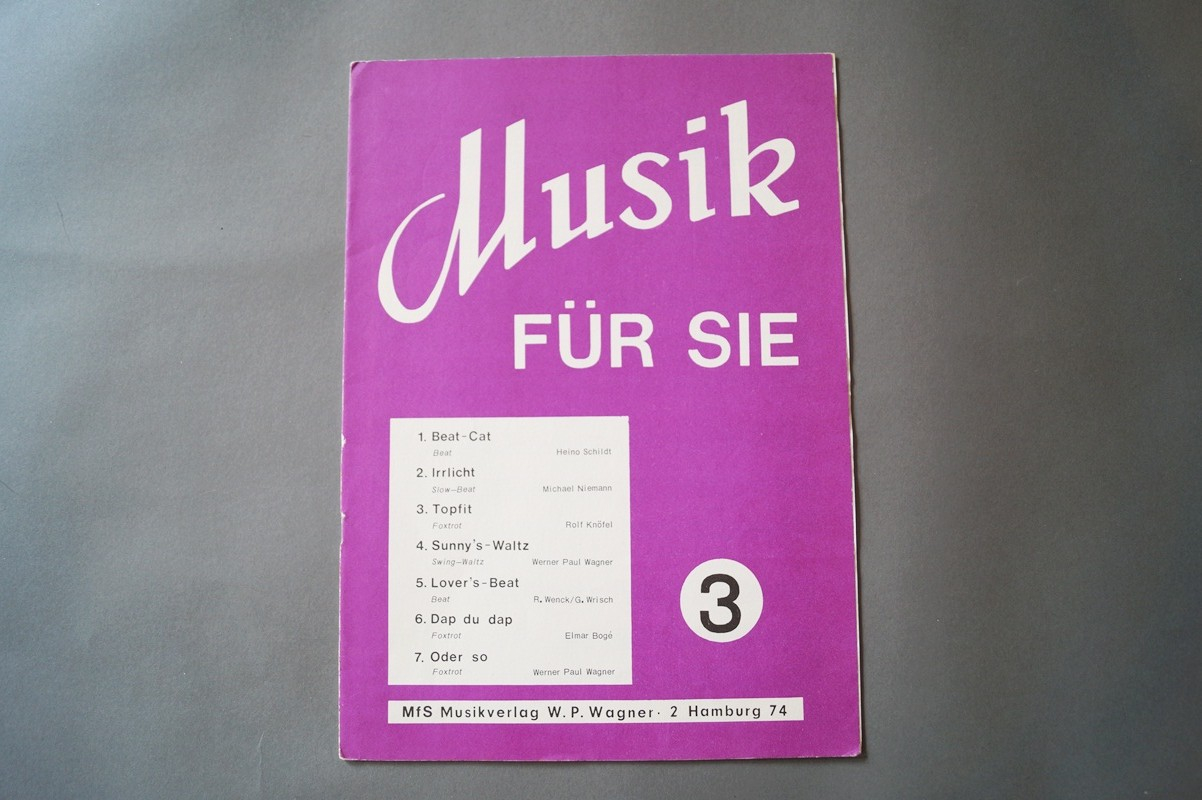 Musik
FÜR SIE
1. Beat-Cat
Beat Heino Schildt
2. Irrlicht
Slow-Beat Michael Niemann
3. Topfit
Foxtrot Rolf Knöfel
4. Sunny's-Waltz
Swing-Waltz Werner Paul Wagner
5. Lover's-Beat
Beat R. Wenck/G. Wrisch
6. Dap du dap
Foxtrot Elmar Bogé
7. Oder so
Foxtrot Werner Paul Wagner
3
MfS Musikverlag W. P. Wagner · 2 Hamburg 74